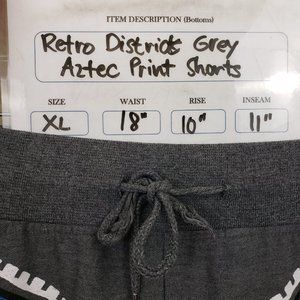 ITEM DESCRIPTION (Bottoms)
Retro Districts Grey
Aztec Print Shorts
SIZE WAIST RISE INSEAM
XL 18" 10" 11"